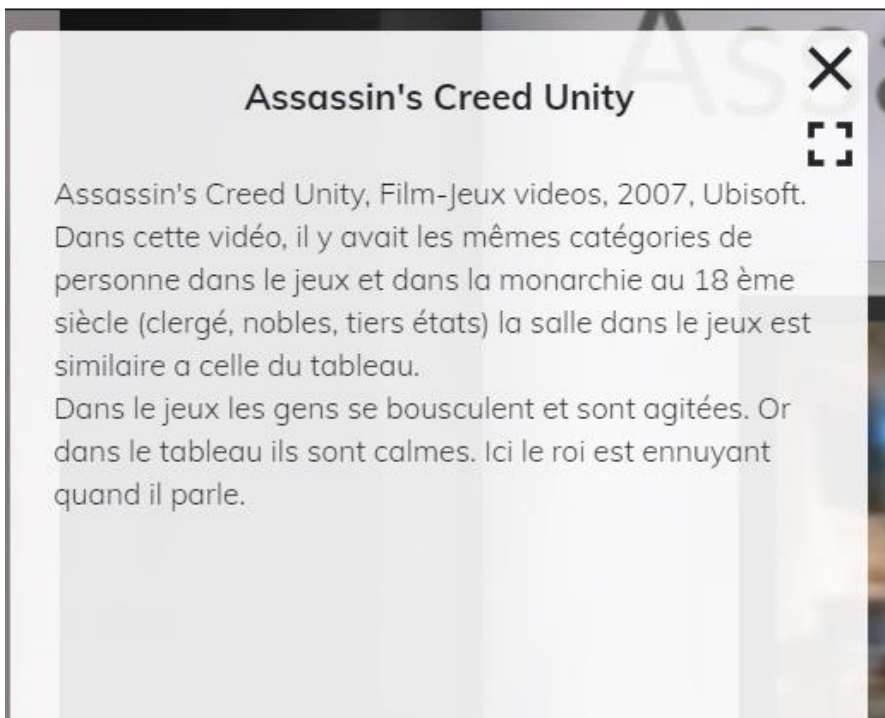 Ass
Assassin's Creed Unity
Assassin's Creed Unity, Film-Jeux videos, 2007, Ubisoft.
Dans cette vidéo, il y avait les mêmes catégories de
personne dans le jeux et dans la monarchie au 18 ème
siècle (clergé, nobles, tiers états) la salle dans le jeux est
similaire a celle du tableau.
Dans le jeux les gens se bousculent et sont agitées. Or
dans le tableau ils sont calmes. Ici le roi est ennuyant
quand il parle.